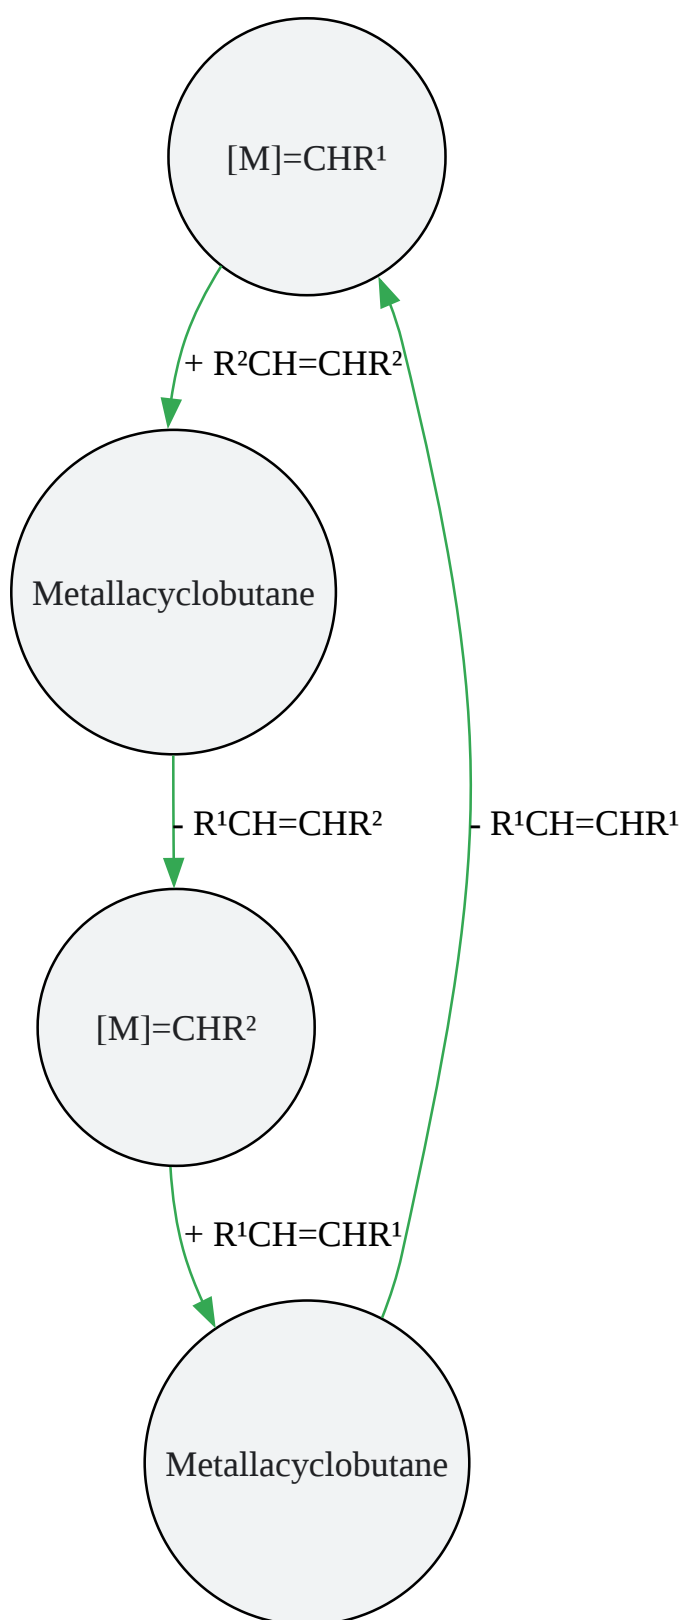 [M]=CHR¹
+ R²CH=CHR²
Metallacyclobutane
- R¹CH=CHR²
- R¹CH=CHR¹
[M]=CHR²
+ R¹CH=CHR¹
Metallacyclobutane